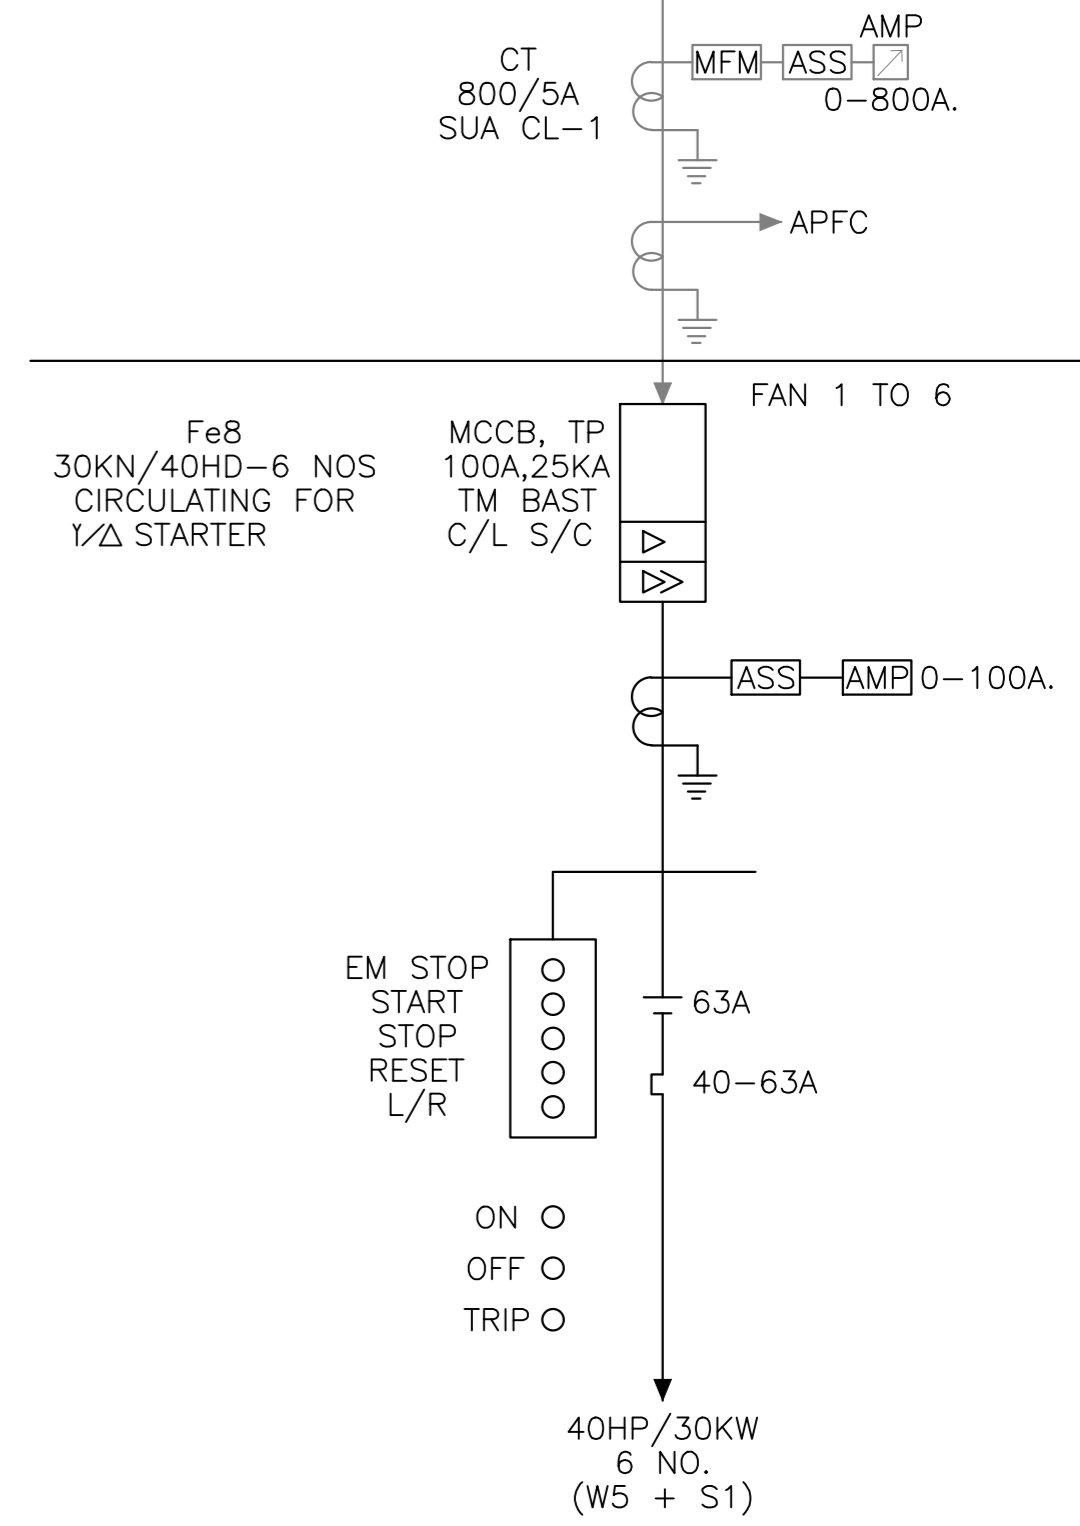 AMP
CT
800/5A
SUA CL-1
MFM
ASS
0-800A.
APFC
FAN 1 TO 6
Fe8
30KN/40HD-6 NOS
CIRCULATING FOR
Y/Δ STARTER
MCCB, TP
100A,25KA
TM BAST
C/L S/C
ASS
AMP
0-100A.
EM STOP
START
STOP
RESET
L/R
63A
40-63A
ON
OFF
TRIP
40HP/30KW
6 NO.
(W5 + S1)